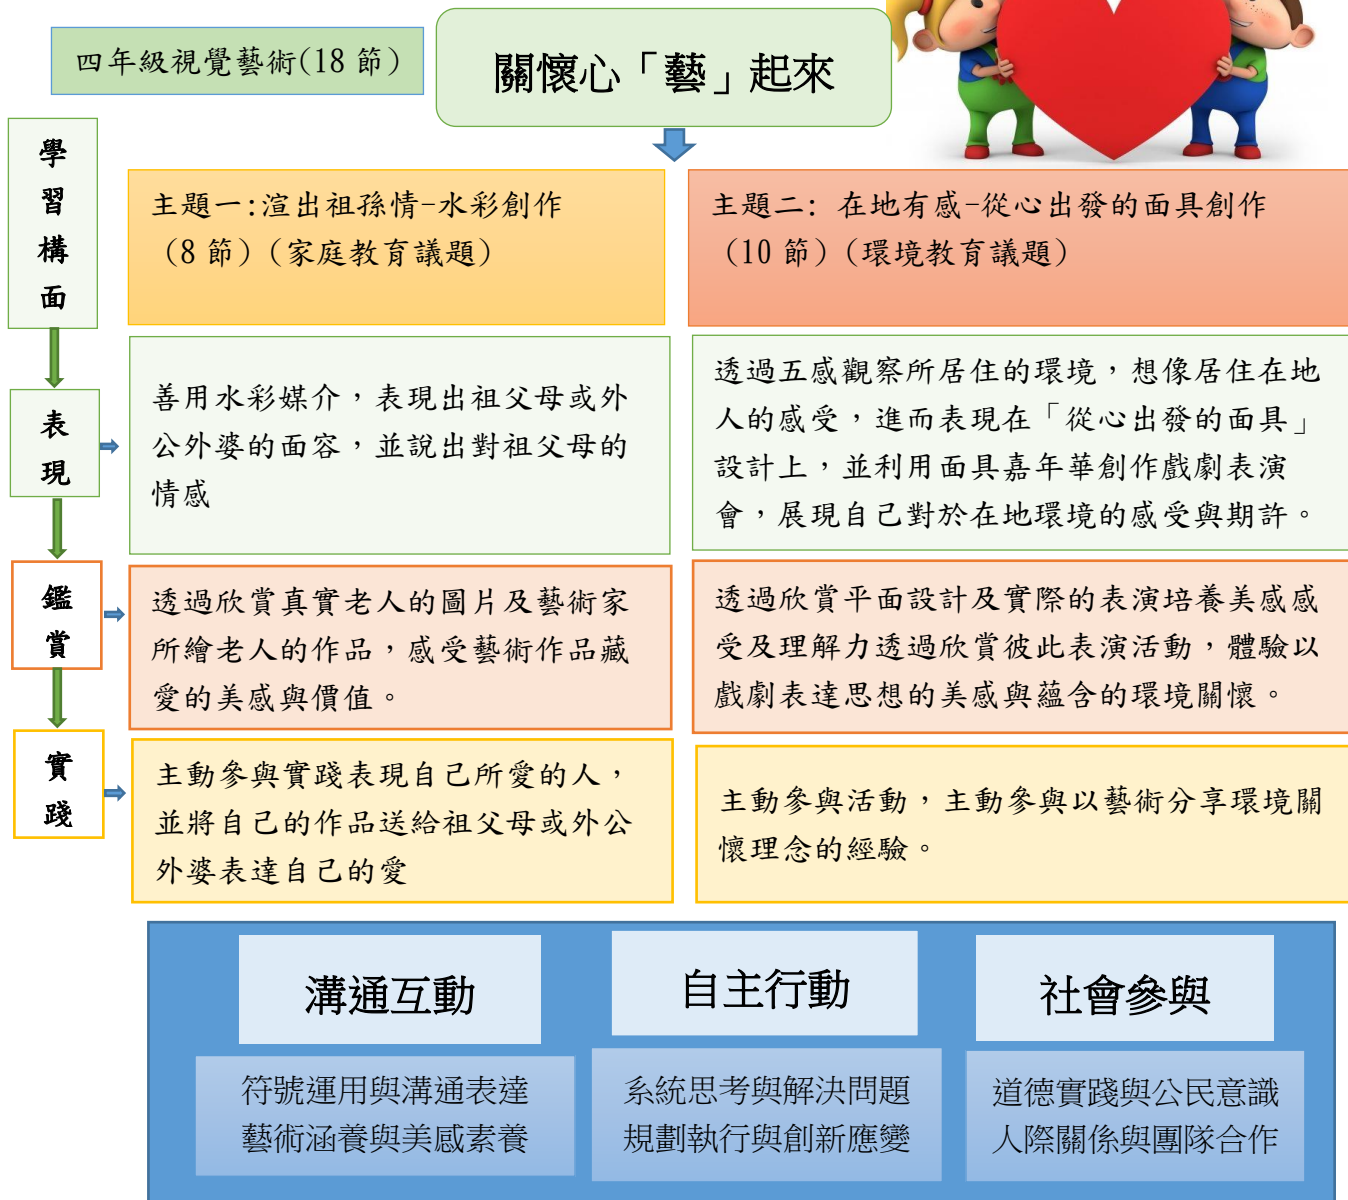 四年級視覺藝術(18 節)
關懷心「藝」起來
學
習
構
面
主題一:渲出祖孫情-水彩創作
(8 節) (家庭教育議題)
主題二: 在地有感-從心出發的面具創作
(10 節) (環境教育議題)
表
現
善用水彩媒介，表現出祖父母或外
公外婆的面容，並說出對祖父母的
情感
透過五感觀察所居住的環境，想像居住在地
人的感受，進而表現在「從心出發的面具」
設計上，並利用面具嘉年華創作戲劇表演
會，展現自己對於在地環境的感受與期許。
鑑
賞
透過欣賞真實老人的圖片及藝術家
所繪老人的作品，感受藝術作品藏
愛的美感與價值。
透過欣賞平面設計及實際的表演培養美感感
受及理解力透過欣賞彼此表演活動，體驗以
戲劇表達思想的美感與蘊含的環境關懷。
實
踐
主動參與實踐表現自己所愛的人，
並將自己的作品送給祖父母或外公
外婆表達自己的愛
主動參與活動，主動參與以藝術分享環境關
懷理念的經驗。
溝通互動
符號運用與溝通表達
藝術涵養與美感素養
自主行動
系統思考與解決問題
規劃執行與創新應變
社會參與
道德實踐與公民意識
人際關係與團隊合作